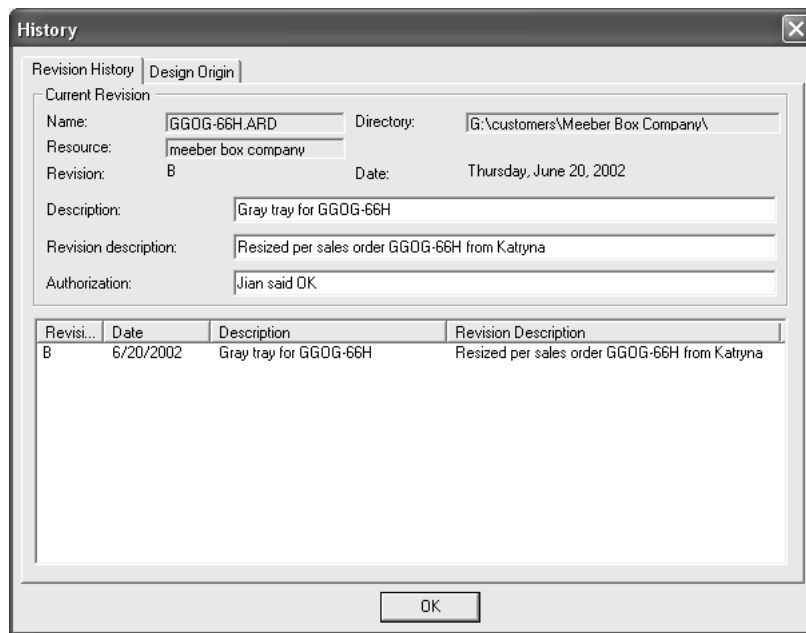 History
Revision History Design Origin
Current Revision
Name: GGOG-66H.ARD Directory: G:\customers\Meeber Box Company\
Resource: meeber box company
Revision: B Date: Thursday, June 20, 2002
Description: Gray tray for GGOG-66H
Revision description: Resized per sales order GGOG-66H from Katryna
Authorization: Jian said OK
Revisi... Date Description Revision Description
B 6/20/2002 Gray tray for GGOG-66H Resized per sales order GGOG-66H from Katryna
OK